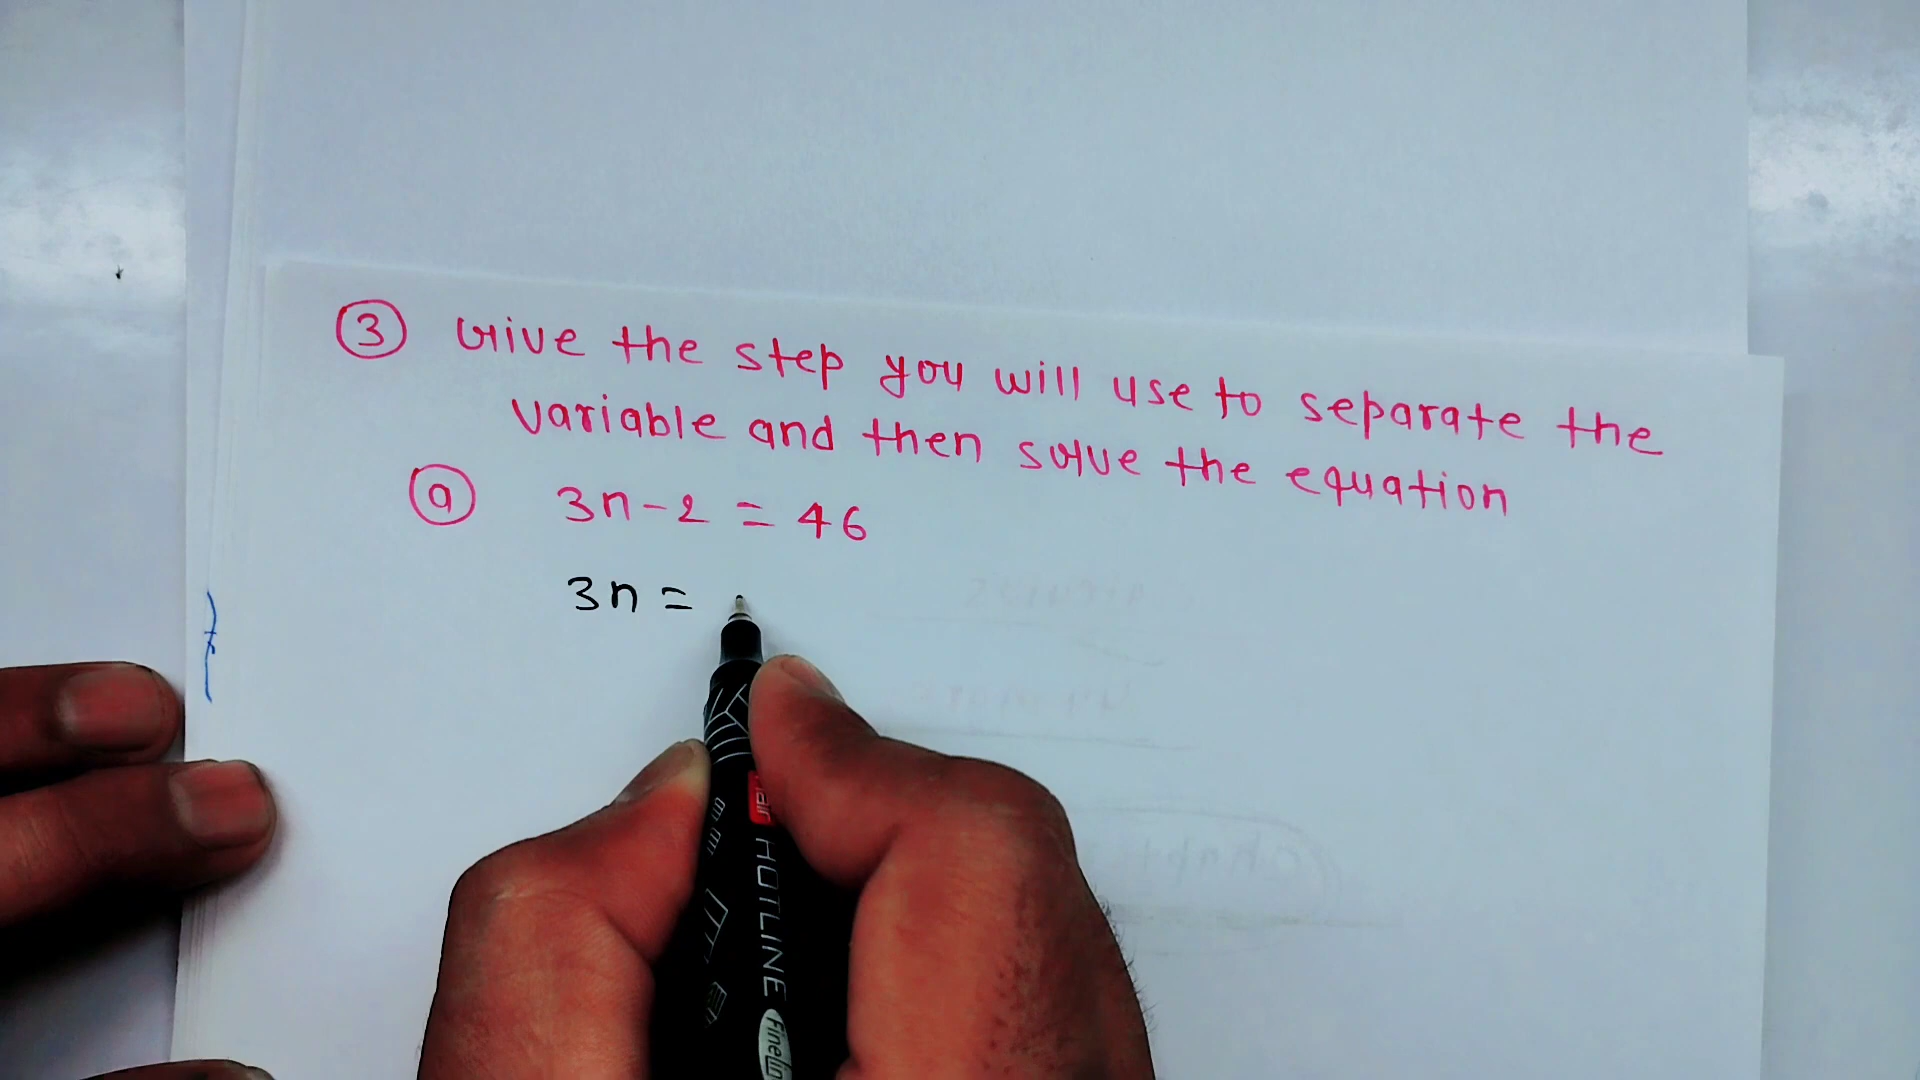 ③ Give the step you will use to separate the
variable and then solve the equation
ⓐ 3n - 2 = 46
3n =
HOTLINE